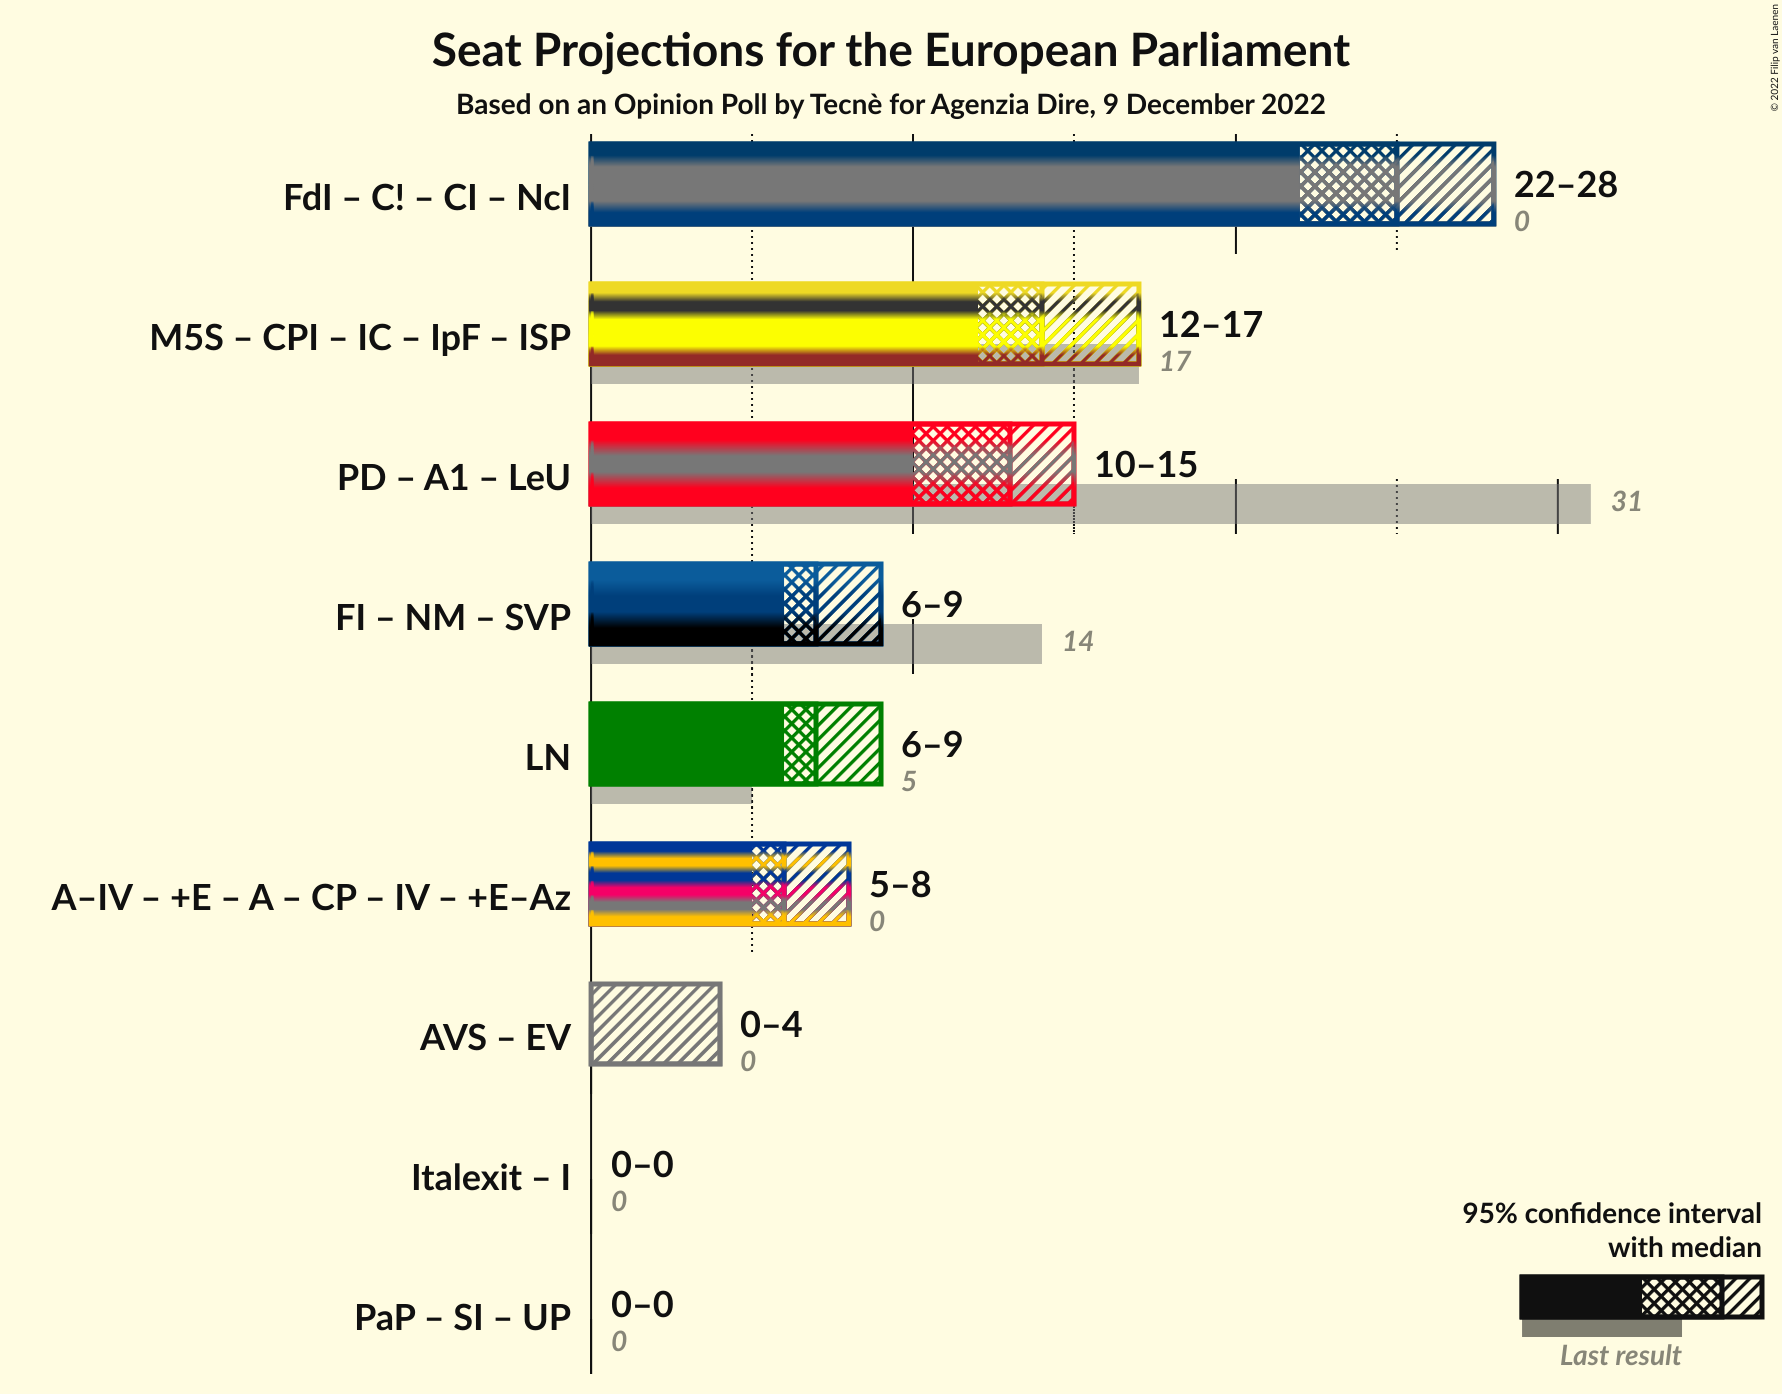 Seat Projections for the European Parliament
Based on an Opinion Poll by Tecnè for Agenzia Dire, 9 December 2022
© 2022 Filip van Laenen
FdI – C! – CI – NcI
22–28
0
M5S – CPI – IC – IpF – ISP
12–17
17
PD – A1 – LeU
10–15
31
FI – NM – SVP
6–9
14
LN
6–9
5
A–IV – +E – A – CP – IV – +E–Az
5–8
0
AVS – EV
0–4
0
Italexit – I
0–0
0
PaP – SI – UP
0–0
0
95% confidence interval
with median
Last result